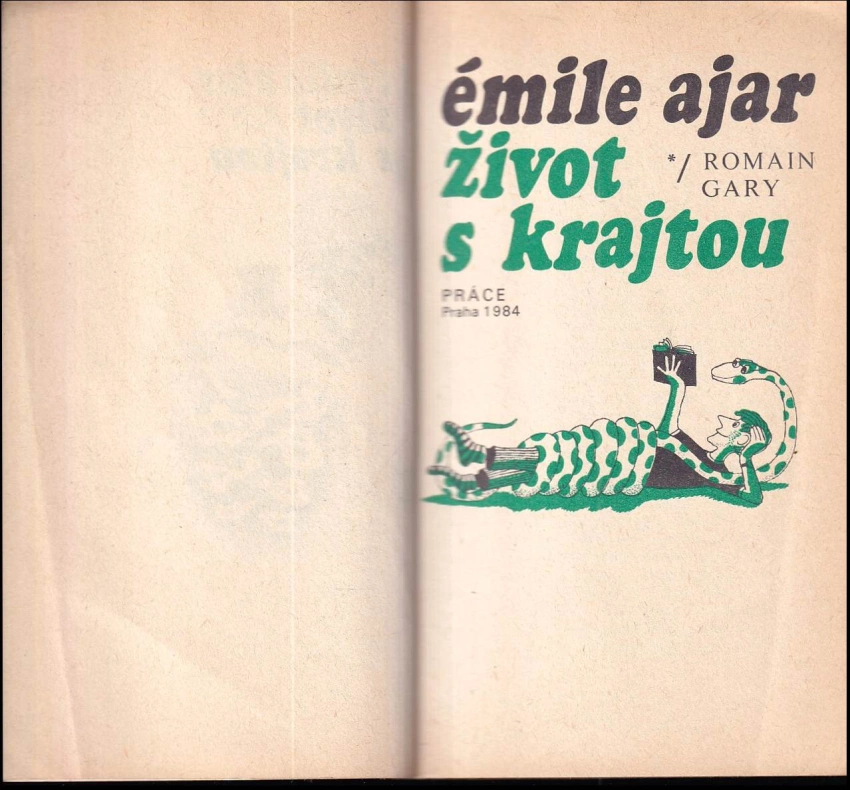 émile ajar
život
*/ ROMAIN
GARY
s krajtou
PRÁCE
Praha 1984